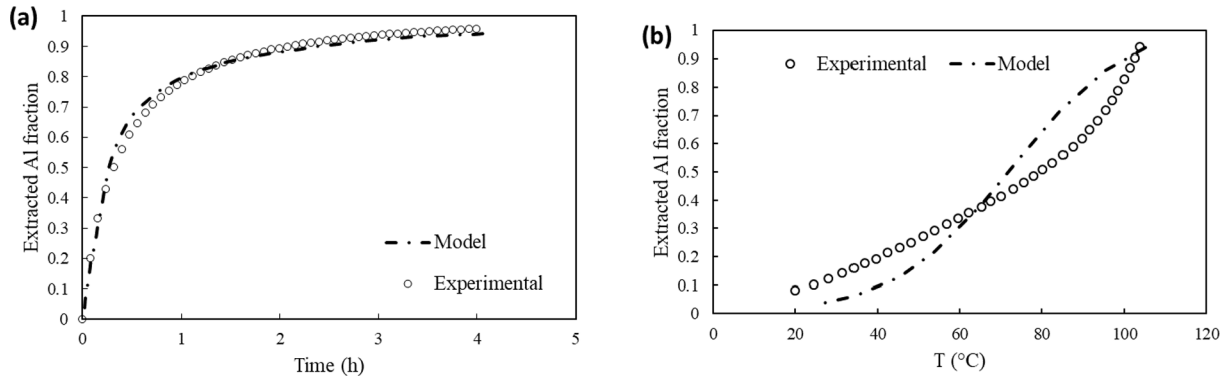 (a)
1
0.9
0.8
0.7
0.6
0.5
0.4
0.3
0.2
0.1
0
Extracted Al fraction
Model
Experimental
0 1 2 3 4 5
Time (h)
(b)
1
0.9
0.8
0.7
0.6
0.5
0.4
0.3
0.2
0.1
0
Extracted Al fraction
Experimental Model
0 20 40 60 80 100 120
T (°C)